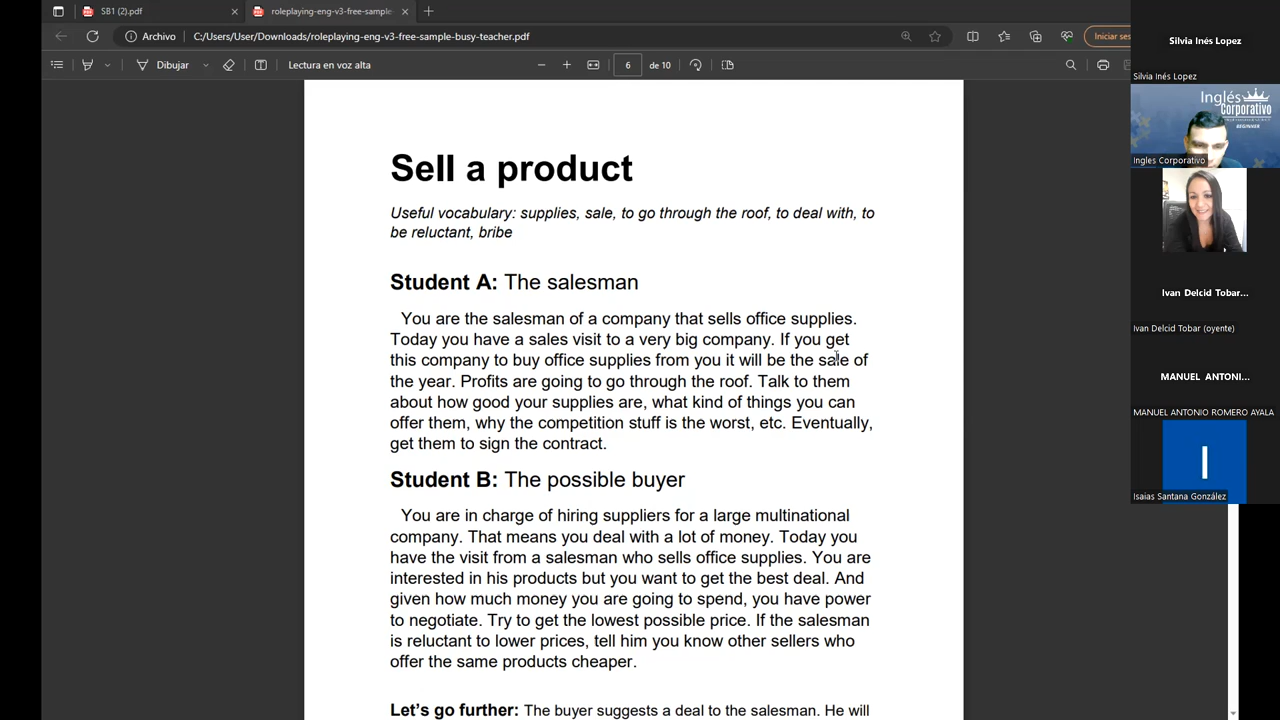 SB1 (2).pdf
roleplaying-eng-v3-free-sample
Archivo C:/Users/User/Downloads/roleplaying-eng-v3-free-sample-busy-teacher.pdf
Iniciar ses
Dibujar
Lectura en voz alta
6
de 10
Sell a product
Useful vocabulary: supplies, sale, to go through the roof, to deal with, to
be reluctant, bribe
Student A: The salesman
You are the salesman of a company that sells office supplies.
Today you have a sales visit to a very big company. If you get
this company to buy office supplies from you it will be the sale of
the year. Profits are going to go through the roof. Talk to them
about how good your supplies are, what kind of things you can
offer them, why the competition stuff is the worst, etc. Eventually,
get them to sign the contract.
Student B: The possible buyer
You are in charge of hiring suppliers for a large multinational
company. That means you deal with a lot of money. Today you
have the visit from a salesman who sells office supplies. You are
interested in his products but you want to get the best deal. And
given how much money you are going to spend, you have power
to negotiate. Try to get the lowest possible price. If the salesman
is reluctant to lower prices, tell him you know other sellers who
offer the same products cheaper.
Let's go further: The buyer suggests a deal to the salesman. He will
Silvia Inés Lopez
Silvia Inés Lopez
Inglés
Corporativo
BEGINNER
Ingles Corporativo
Ivan Delcid Tobar...
Ivan Delcid Tobar (oyente)
MANUEL ANTONI...
MANUEL ANTONIO ROMERO AYALA
I
Isaias Santana González